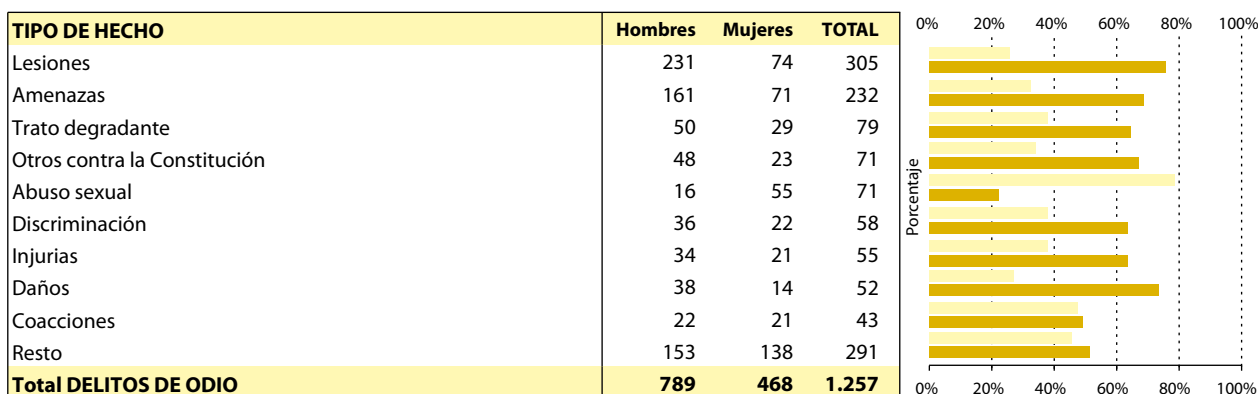 TIPO DE HECHO Hombres Mujeres TOTAL
Lesiones 231 74 305
Amenazas 161 71 232
Trato degradante 50 29 79
Otros contra la Constitución 48 23 71
Abuso sexual 16 55 71
Discriminación 36 22 58
Injurias 34 21 55
Daños 38 14 52
Coacciones 22 21 43
Resto 153 138 291
Total DELITOS DE ODIO 789 468 1.257
0% 20% 40% 60% 80% 100%
Porcentaje
0% 20% 40% 60% 80% 100%